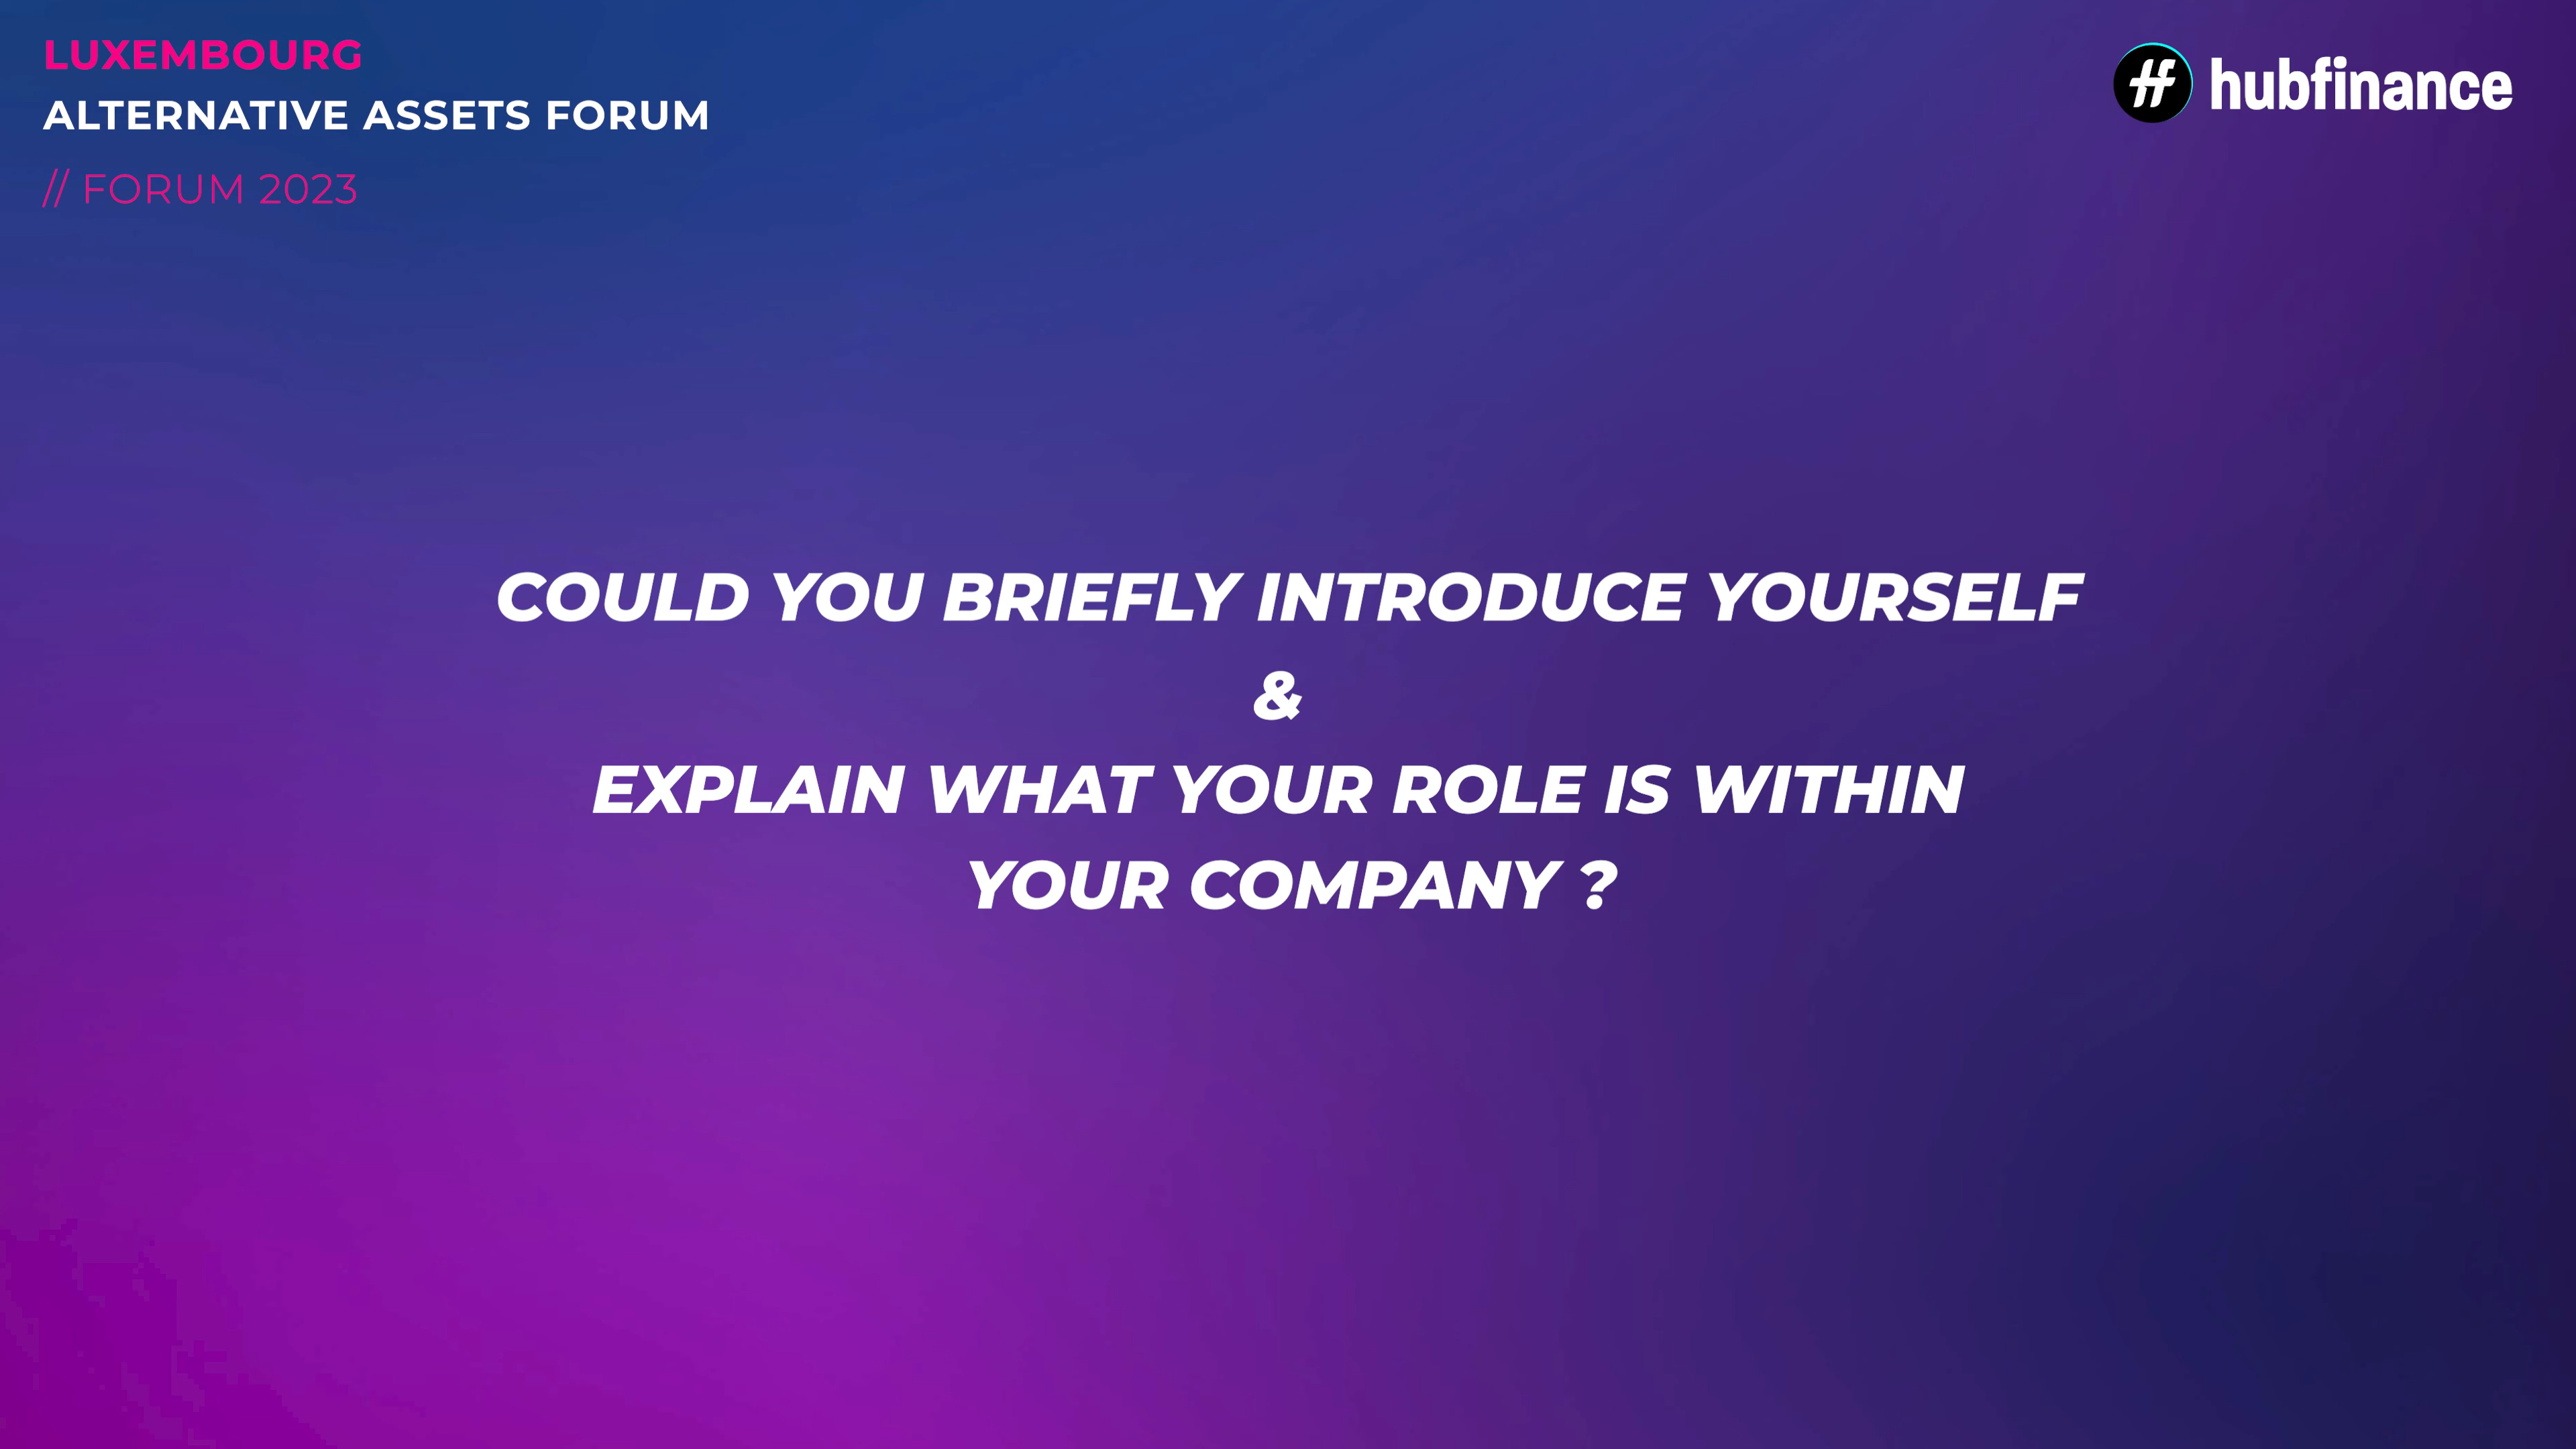 LUXEMBOURG
ALTERNATIVE ASSETS FORUM
// FORUM 2023
hubfinance
COULD YOU BRIEFLY INTRODUCE YOURSELF
&
EXPLAIN WHAT YOUR ROLE IS WITHIN
YOUR COMPANY ?